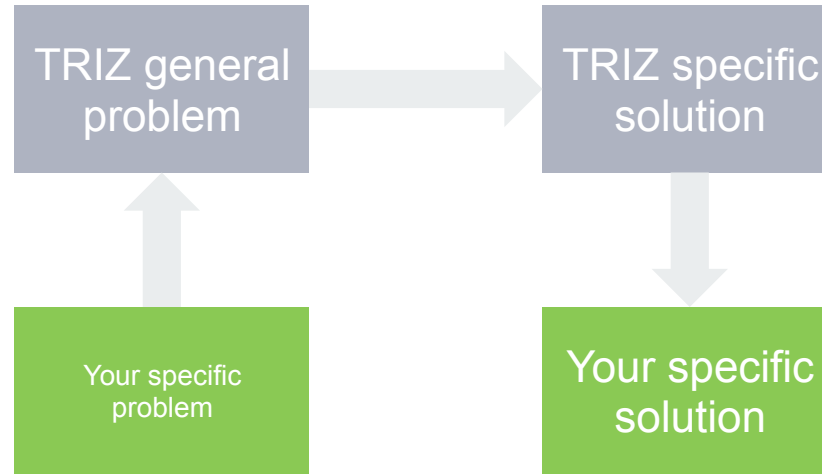 TRIZ general
problem
TRIZ specific
solution
Your specific
problem
Your specific
solution